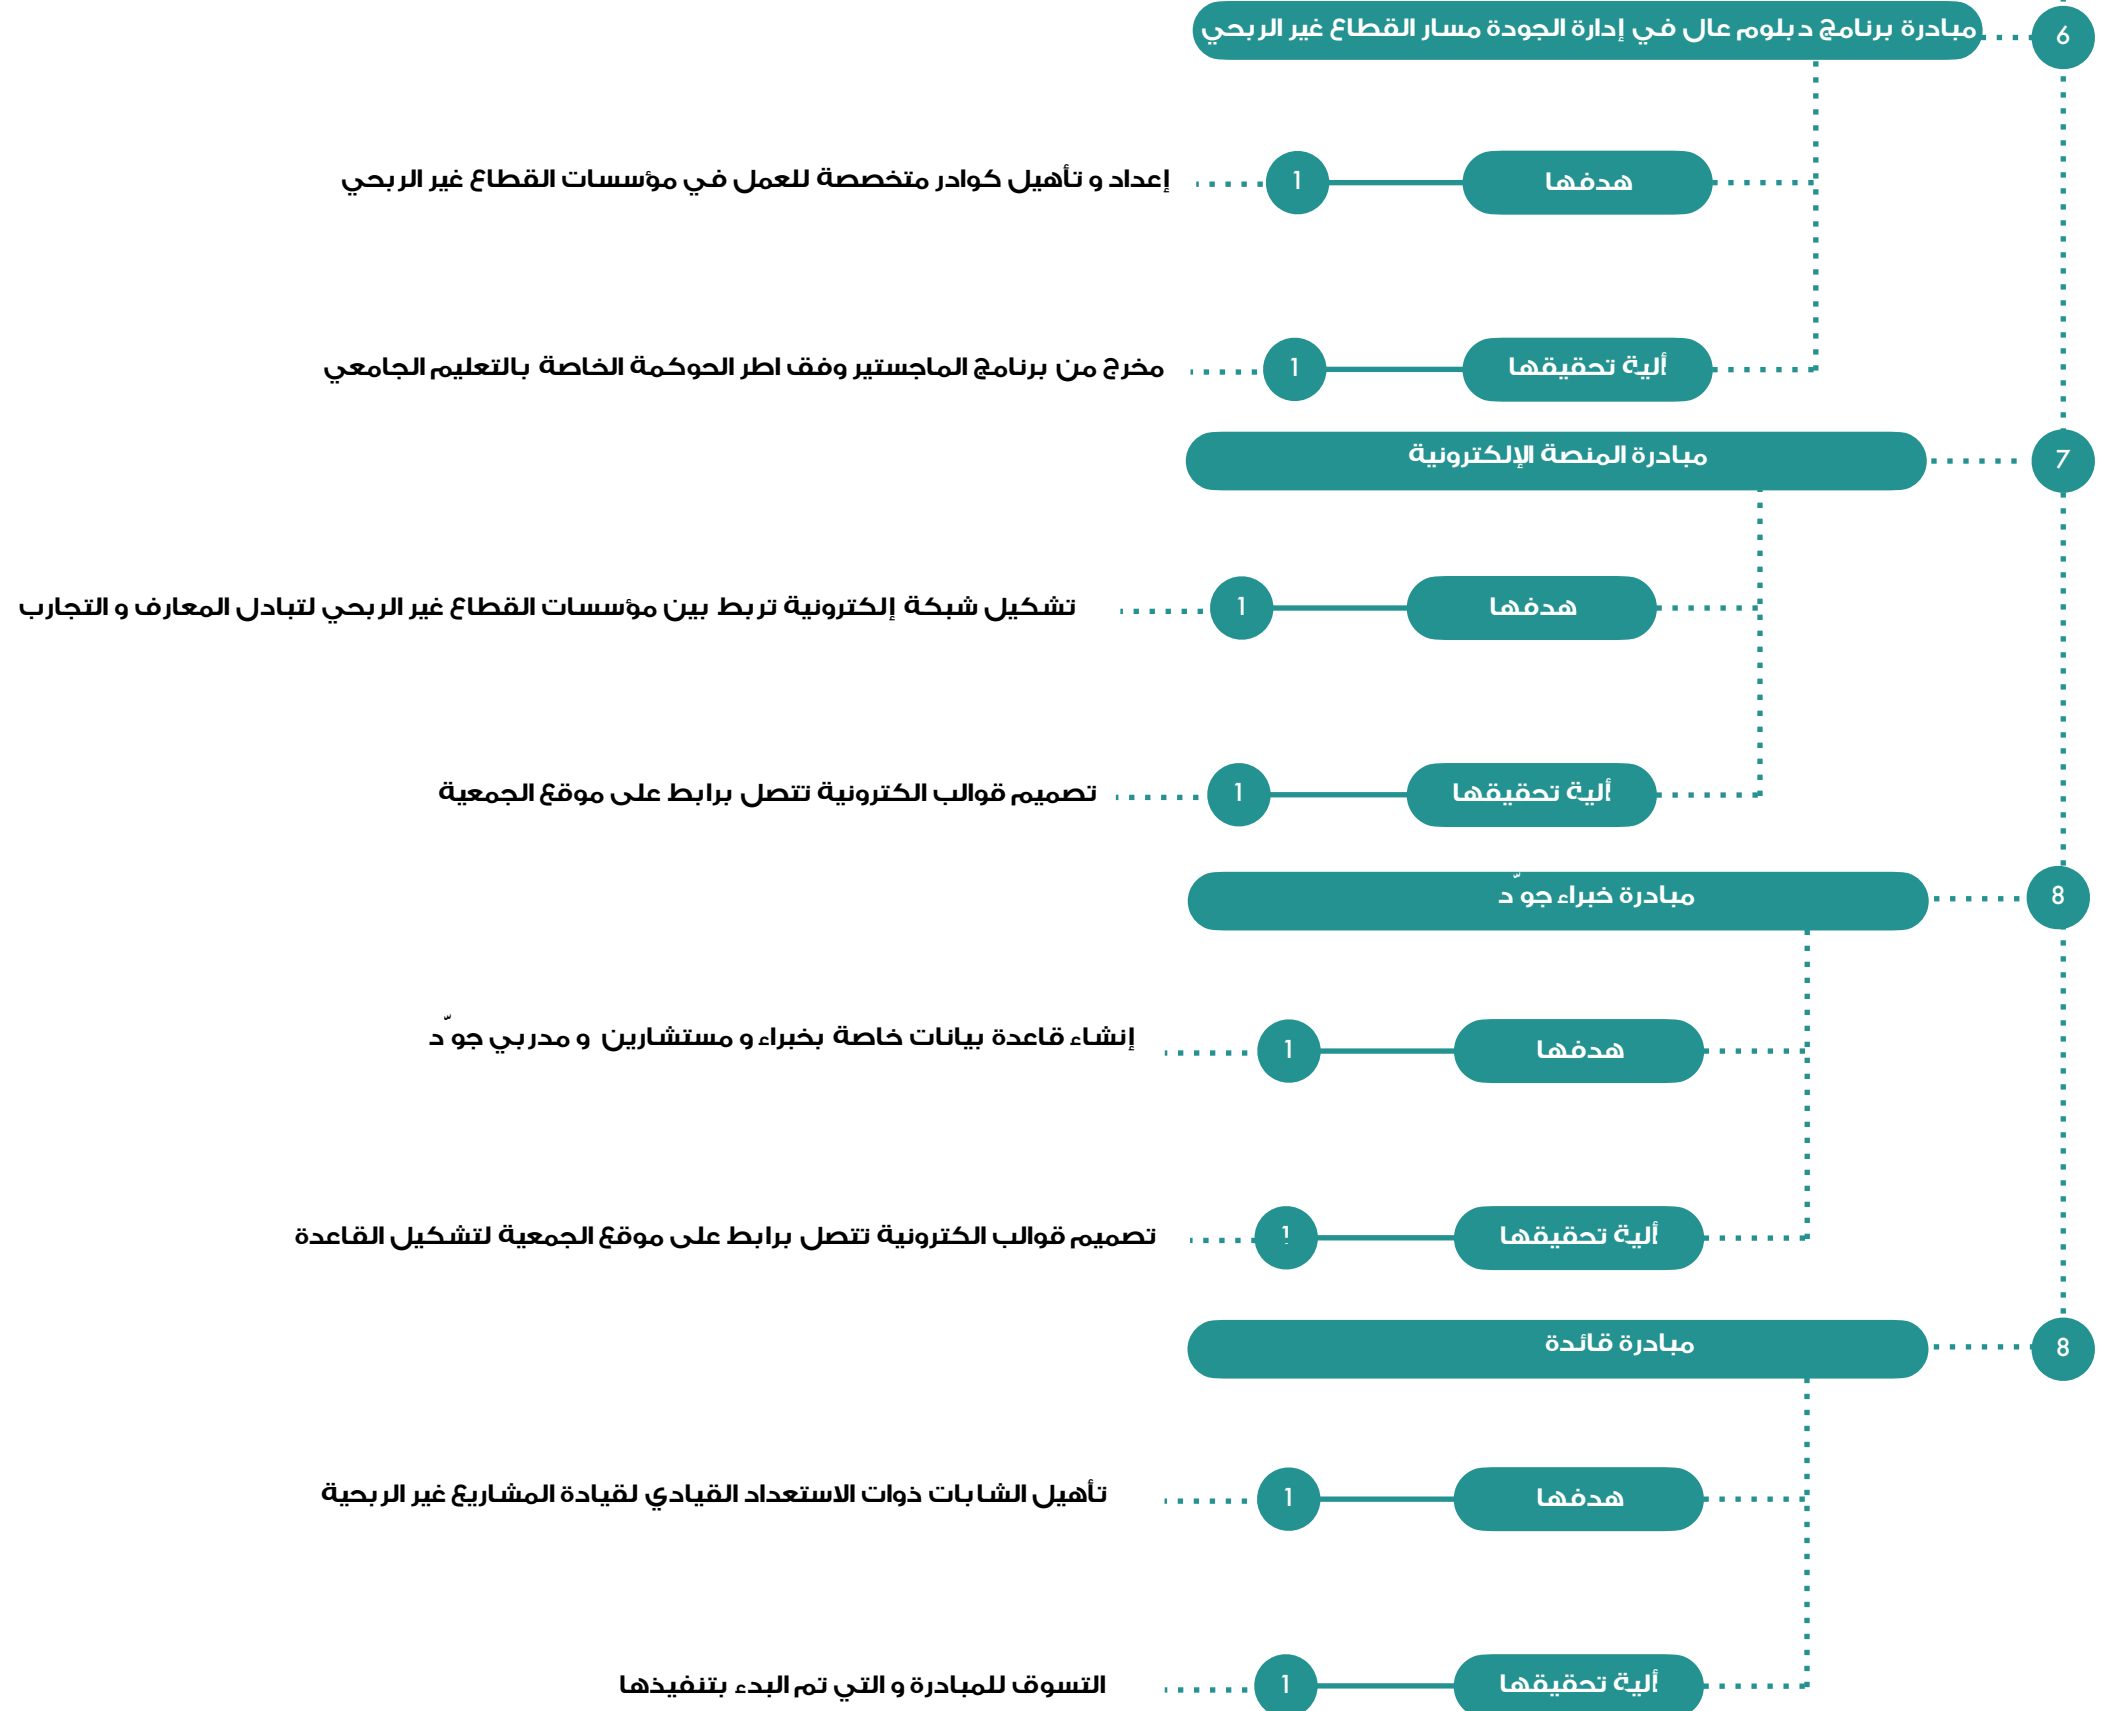 6
مبادرة برنامج دبلوم عال في إدارة الجودة مسار القطاع غير الربحي
هدفها
1
إعداد و تأهيل كوادر متخصصة للعمل في مؤسسات القطاع غير الربحي
ألية تحقيقها
1
مخرج من برنامج الماجستير وفق اطر الحوكمة الخاصة بالتعليم الجامعي
7
مبادرة المنصة الإلكترونية
هدفها
1
تشكيل شبكة إلكترونية تربط بين مؤسسات القطاع غير الربحي لتبادل المعارف و التجارب
ألية تحقيقها
1
تصميم قوالب الكترونية تتصل برابط على موقع الجمعية
8
مبادرة خبراء جوّد
هدفها
1
إنشاء قاعدة بيانات خاصة بخبراء و مستشارين و مدربي جوّد
ألية تحقيقها
1
تصميم قوالب الكترونية تتصل برابط على موقع الجمعية لتشكيل القاعدة
8
مبادرة قائدة
هدفها
1
تأهيل الشابات ذوات الاستعداد القيادي لقيادة المشاريع غير الربحية
ألية تحقيقها
1
التسوق للمبادرة و التي تم البدء بتنفيذها